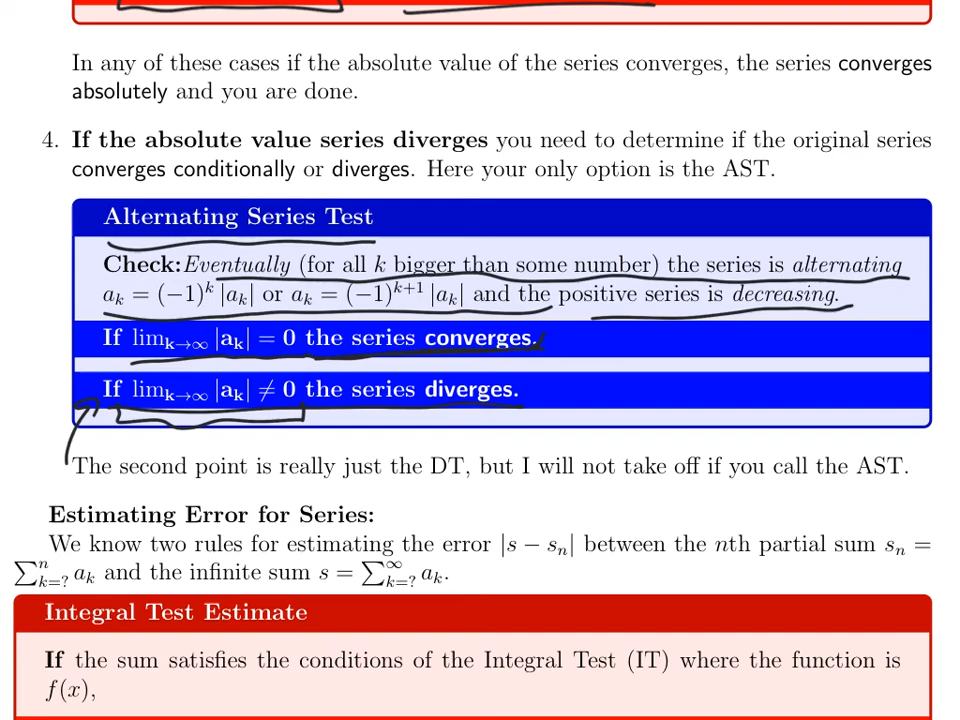 In any of these cases if the absolute value of the series converges, the series converges
absolutely and you are done.
4. If the absolute value series diverges you need to determine if the original series
converges conditionally or diverges. Here your only option is the AST.
Alternating Series Test
Check:Eventually (for all k bigger than some number) the series is alternating
a_k = (−1)^k |a_k| or a_k = (−1)^{k+1} |a_k| and the positive series is decreasing.
If lim_{k→∞} |a_k| = 0 the series converges.
If lim_{k→∞} |a_k| ≠ 0 the series diverges.
The second point is really just the DT, but I will not take off if you call the AST.
Estimating Error for Series:
We know two rules for estimating the error |s − s_n| between the nth partial sum s_n =
∑_{k=?}^{n} a_k and the infinite sum s = ∑_{k=?}^{∞} a_k.
Integral Test Estimate
If the sum satisfies the conditions of the Integral Test (IT) where the function is
f(x),